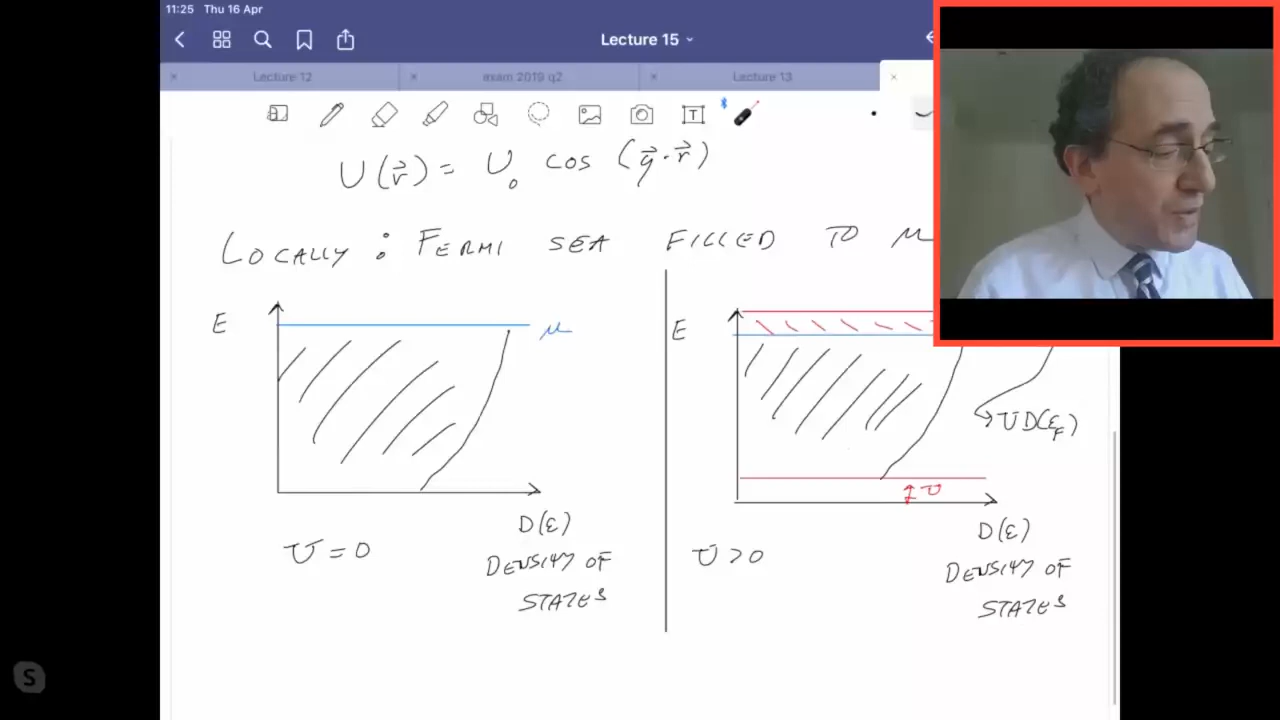 11:25 Thu 16 Apr
Lecture 15
Lecture 12
exam 2019 q2
Lecture 13
T
U(r⃗) = U₀ cos (q⃗·r⃗)
LOCALLY : FERMI SEA FILLED TO μ
E
μ
D(ε)
DENSITY OF
STATES
U = 0
E
UD(ε_F)
U
D(ε)
DENSITY OF
STATES
U > 0
S